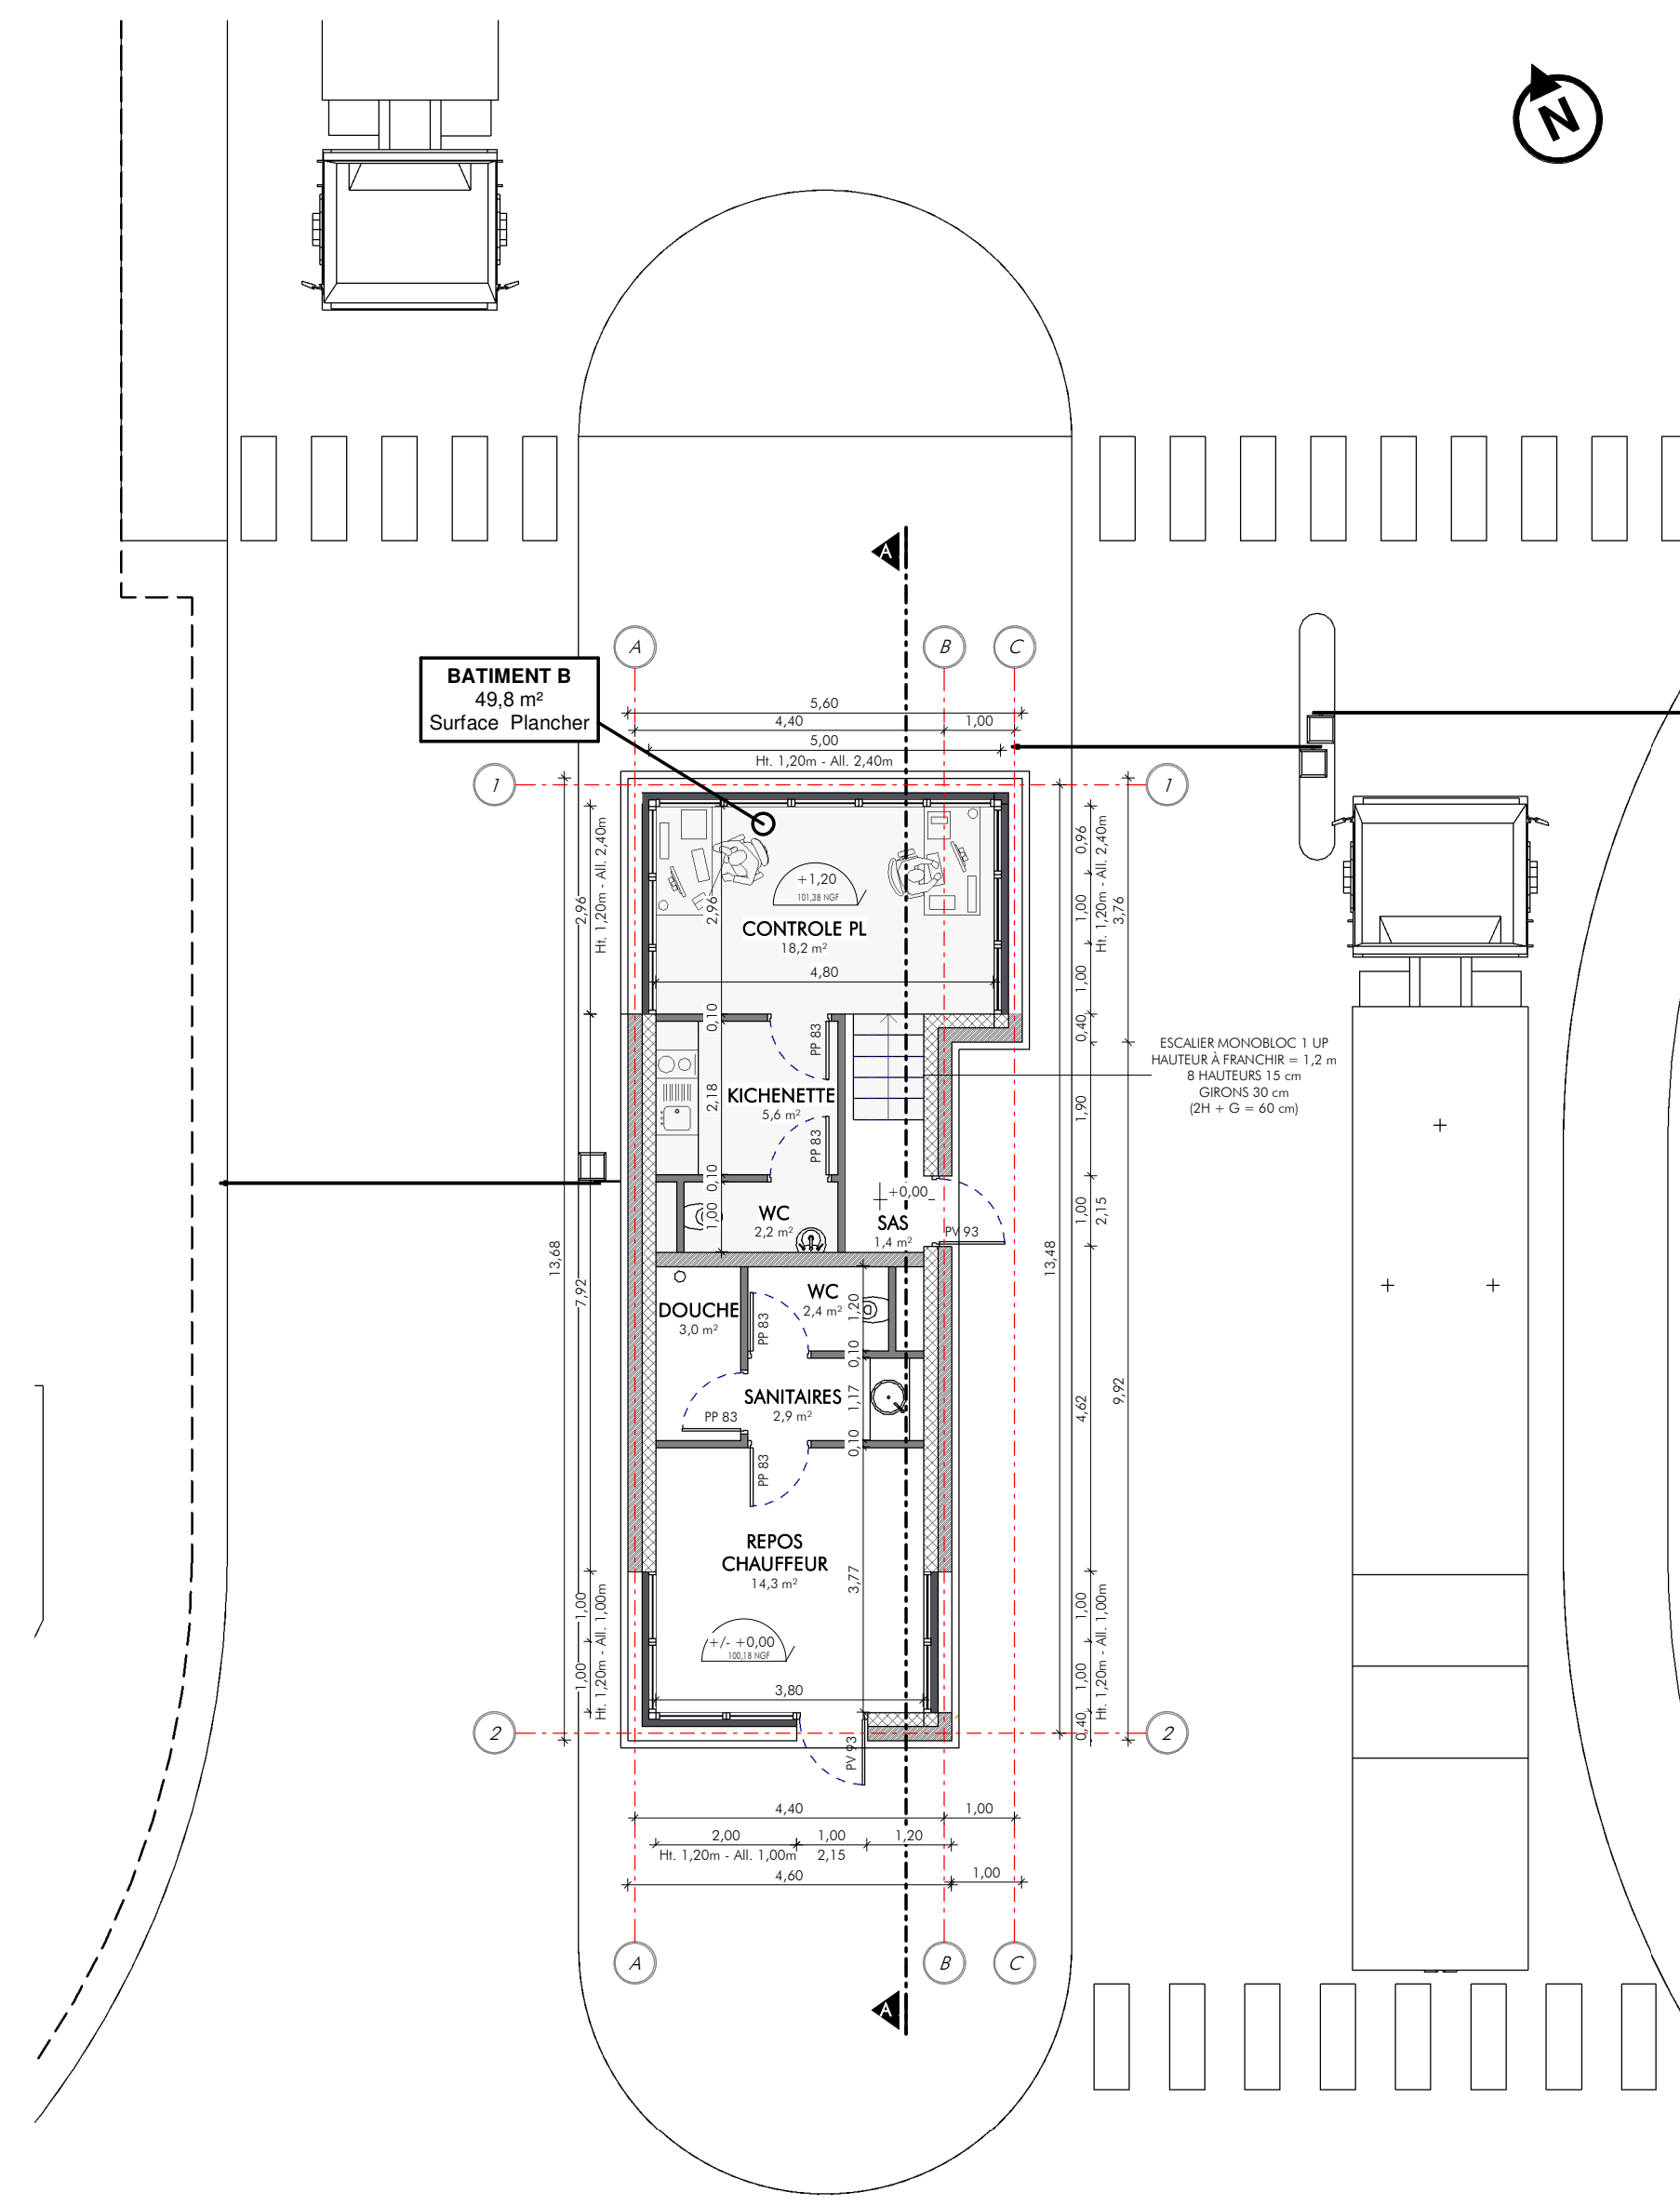 N
A
A
B
C
BATIMENT B
49,8 m²
Surface Plancher
5,60
4,40
1,00
5,00
Ht. 1,20m - All. 2,40m
1
1
2,96
Ht. 1,20m - All. 2,40m
2,96
+1,20
101,38 NGF
CONTROLE PL
18,2 m²
4,80
0,96
1,00
1,00
0,40
Ht. 1,20m - All. 2,40m
3,76
0,10
PP 83
KICHENETTE
5,6 m²
2,18
PP 83
0,10
ESCALIER MONOBLOC 1 UP
HAUTEUR À FRANCHIR = 1,2 m
8 HAUTEURS 15 cm
GIRONS 30 cm
(2H + G = 60 cm)
1,90
1,00
WC
2,2 m²
+0,00
SAS
1,4 m²
PV 93
1,00
2,15
13,68
7,92
13,48
DOUCHE
3,0 m²
PP 83
WC
2,4 m²
1,20
0,10
SANITAIRES
2,9 m²
1,17
PP 83
0,10
PP 83
4,62
9,92
REPOS
CHAUFFEUR
14,3 m²
3,77
+/- +0,00
100,18 NGF
3,80
1,00
1,00
Ht. 1,20m - All. 1,00m
1,00
1,00
0,40
Ht. 1,20m - All. 1,00m
2
2
PV 93
4,40
1,00
2,00
1,00
1,20
Ht. 1,20m - All. 1,00m
2,15
4,60
1,00
A
B
C
A